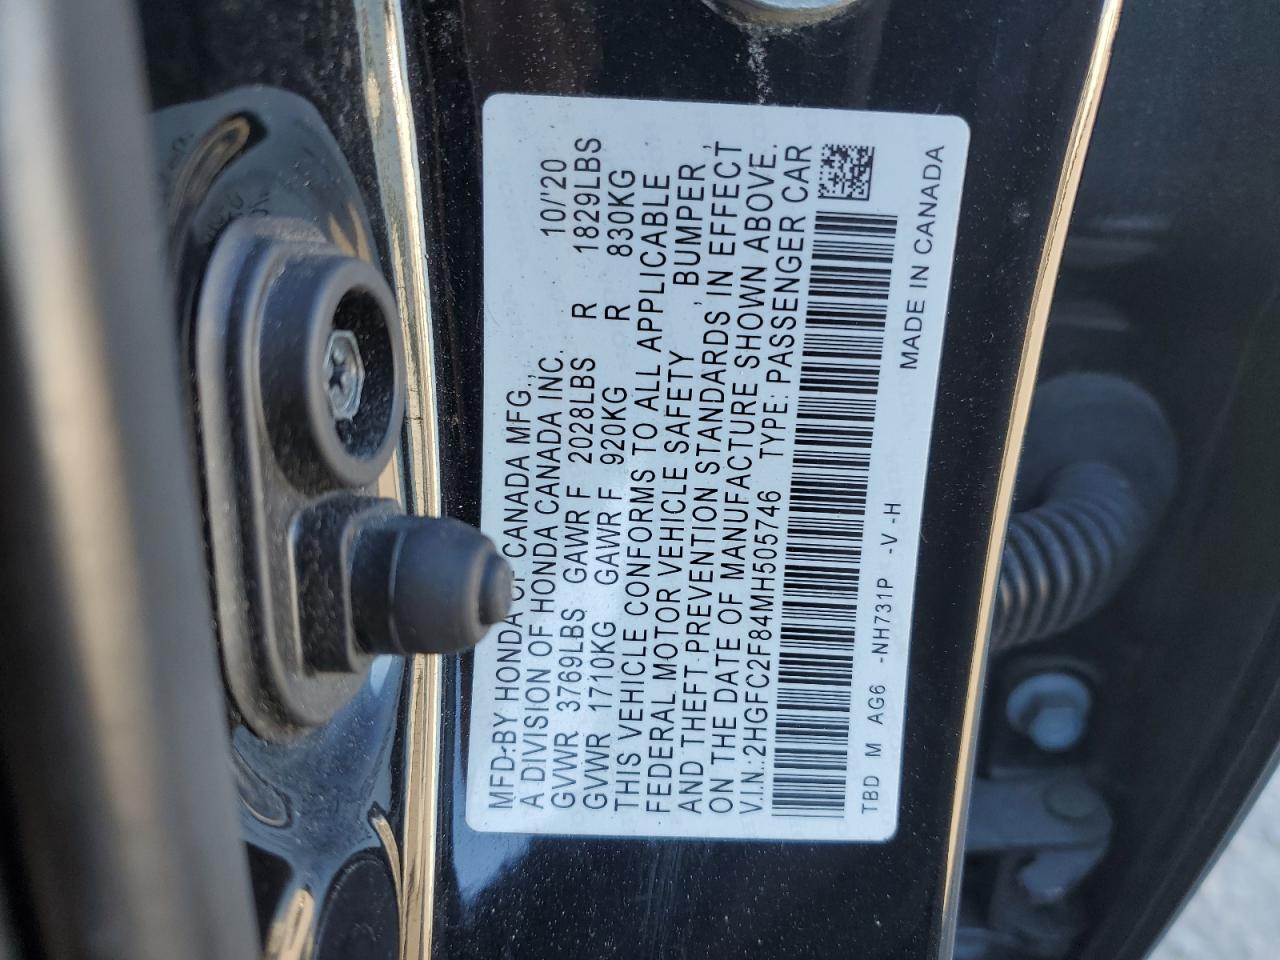 MFD. BY HONDA OF CANADA MFG., 10/'20
A DIVISION OF HONDA CANADA INC.
GVWR 3769LBS GAWR F 2028LBS R 1829LBS
GVWR 1710KG GAWR F 920KG R 830KG
THIS VEHICLE CONFORMS TO ALL APPLICABLE
FEDERAL MOTOR VEHICLE SAFETY , BUMPER ,
AND THEFT PREVENTION STANDARDS IN EFFECT
ON THE DATE OF MANUFACTURE SHOWN ABOVE.
V.I.N.:2HGFC2F84MH505746 TYPE: PASSENGER CAR
TBD M AG6 -NH731P -V -H
MADE IN CANADA